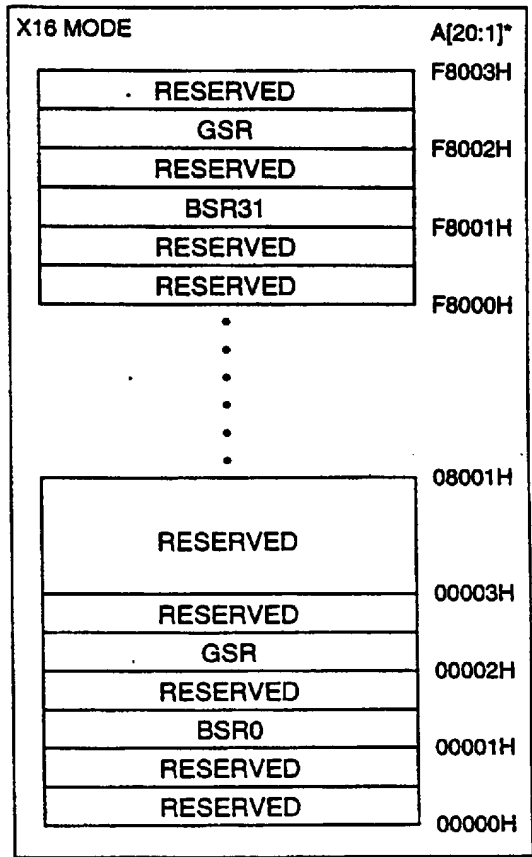 X16 MODE A[20:1]*
F8003H
RESERVED
GSR
F8002H
RESERVED
BSR31
F8001H
RESERVED
RESERVED
F8000H
08001H
RESERVED
00003H
RESERVED
GSR
00002H
RESERVED
BSR0
00001H
RESERVED
RESERVED
00000H